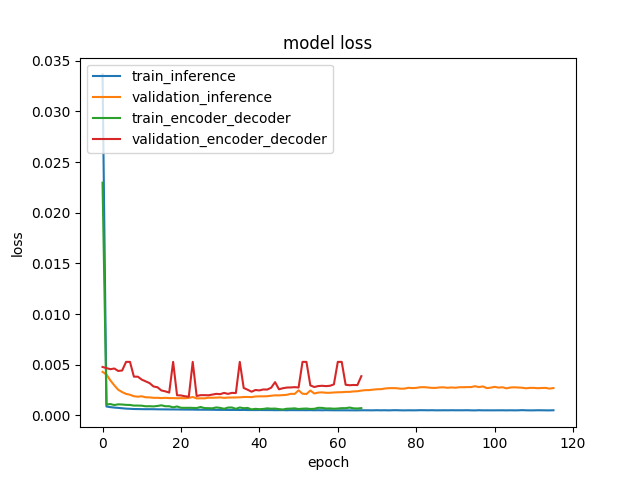 model loss
train_inference
validation_inference
train_encoder_decoder
validation_encoder_decoder
0.035
0.030
0.025
0.020
0.015
0.010
0.005
0.000
loss
0 20 40 60 80 100 120
epoch